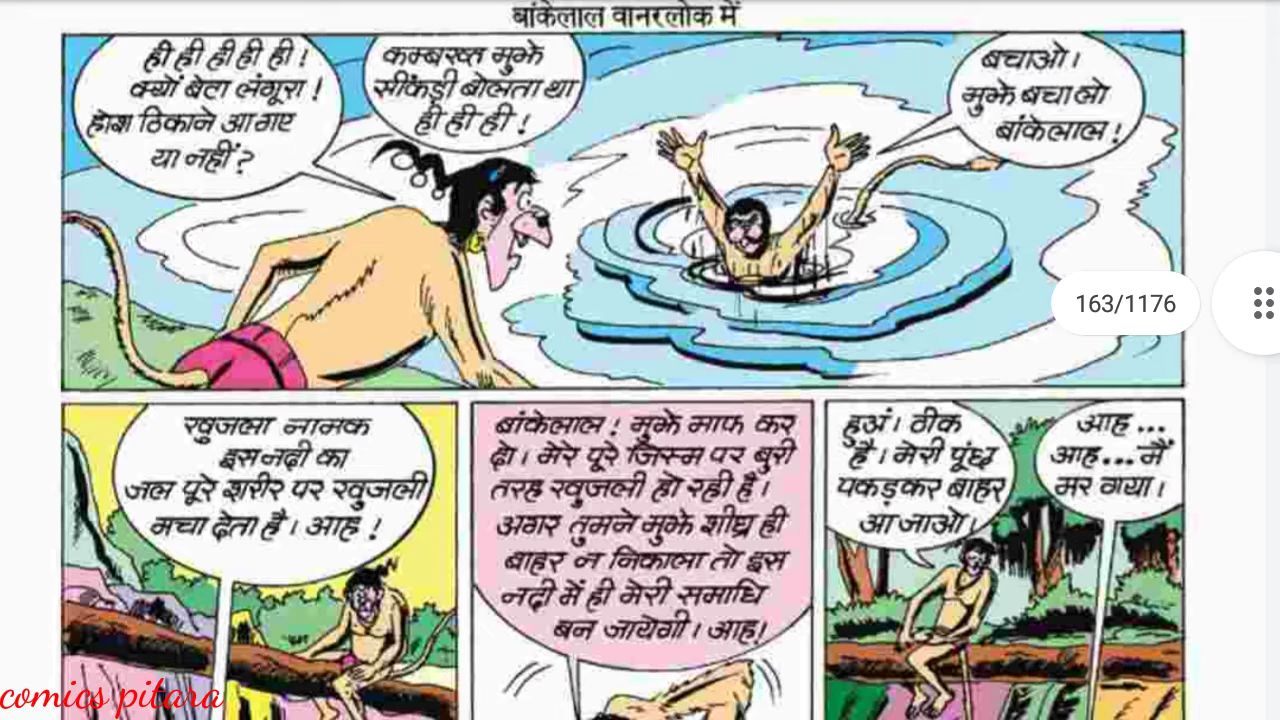 बांकेलाल वानरलोक में
ही ही ही ही ही!
क्यों बेटा लंगूरा!
होश ठिकाने आ गए
या नहीं?
कम्बख्त मुझे
सींकड़ी बोलता था
ही ही ही!
बचाओ।
मुझे बचा लो
बांकेलाल!
163/1176
खुजला नामक
इस नदी का
जल पूरे शरीर पर खुजली
मचा देता है। आह!
बांकेलाल! मुझे माफ कर
दो। मेरे पूरे जिस्म पर बुरी
तरह खुजली हो रही है।
अगर तुमने मुझे शीघ्र ही
बाहर न निकाला तो इस
नदी में ही मेरी समाधि
बन जायेगी। आह!
हुअं। ठीक
है। मेरी पूंछ
पकड़कर बाहर
आ जाओ।
आह...
आह...मैं
मर गया।
comics pitara